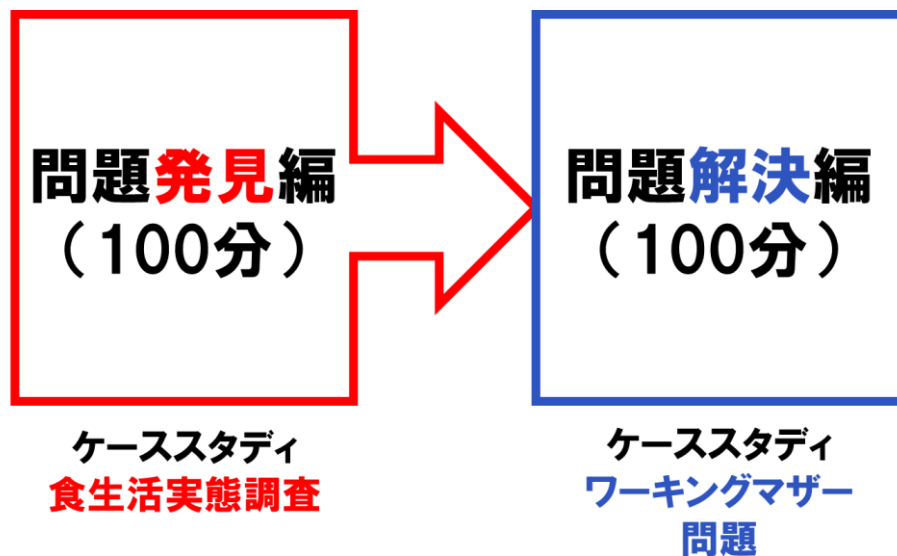 問題発見編
（100分）
ケーススタディ
食生活実態調査
問題解決編
（100分）
ケーススタディ
ワーキングマザー
問題